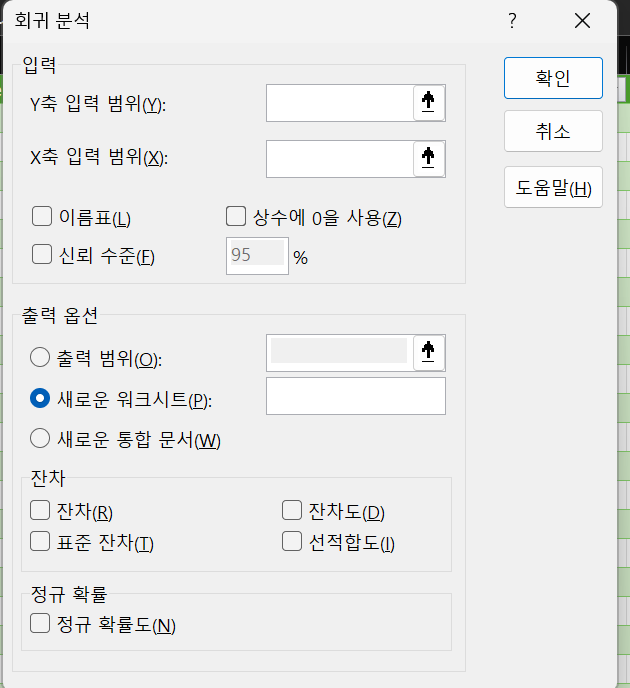 회귀 분석 ?
입력
Y축 입력 범위(Y):
X축 입력 범위(X):
이름표(L) 상수에 0을 사용(Z)
신뢰 수준(F) 95 %
확인
취소
도움말(H)
출력 옵션
출력 범위(O):
새로운 워크시트(P):
새로운 통합 문서(W)
잔차
잔차(R) 잔차도(D)
표준 잔차(T) 선적합도(I)
정규 확률
정규 확률도(N)